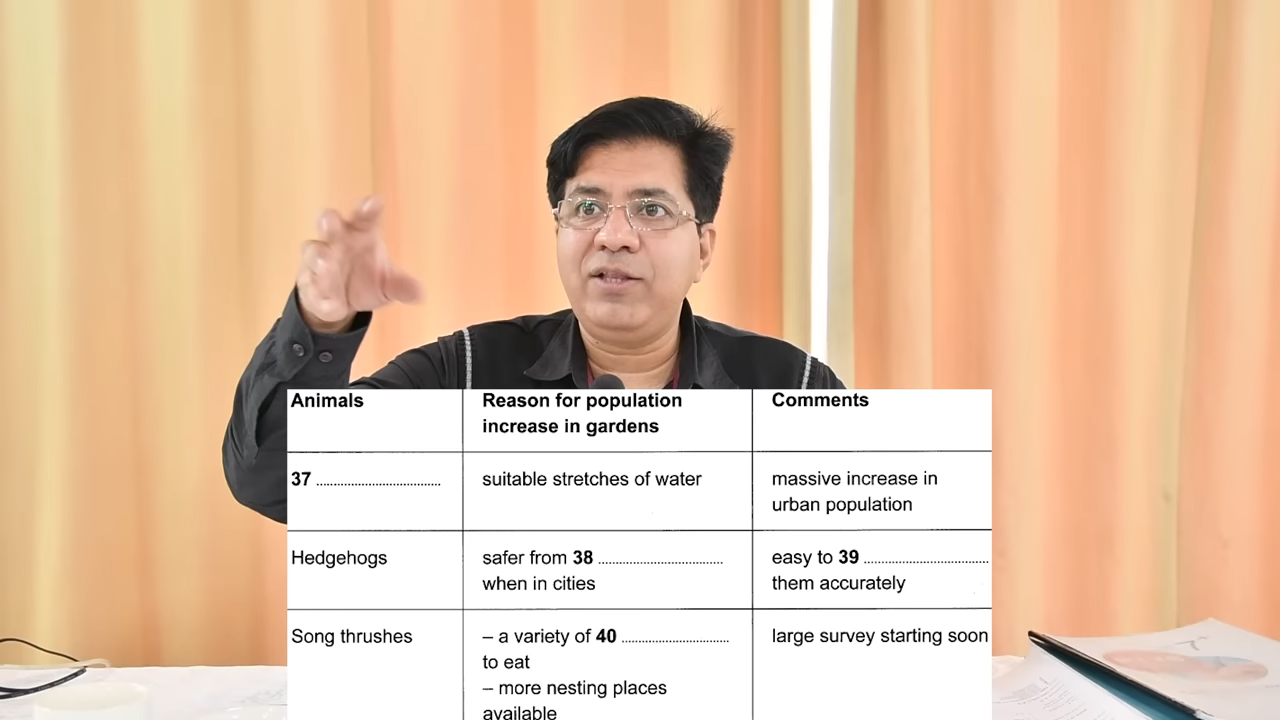 Animals
Reason for population
increase in gardens
Comments
37 ....................................
suitable stretches of water
massive increase in
urban population
Hedgehogs
safer from 38 ....................................
when in cities
easy to 39 ....................................
them accurately
Song thrushes
– a variety of 40 ...............................
to eat
– more nesting places
available
large survey starting soon